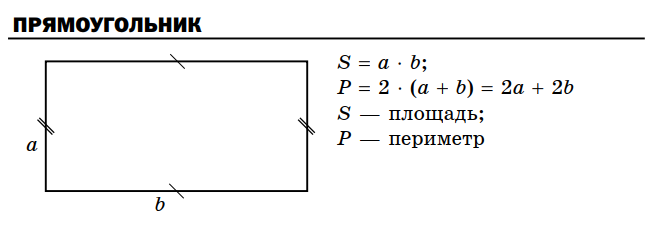 ПРЯМОУГОЛЬНИК
S = a · b;
P = 2 · (a + b) = 2a + 2b
S — площадь;
P — периметр
a
b